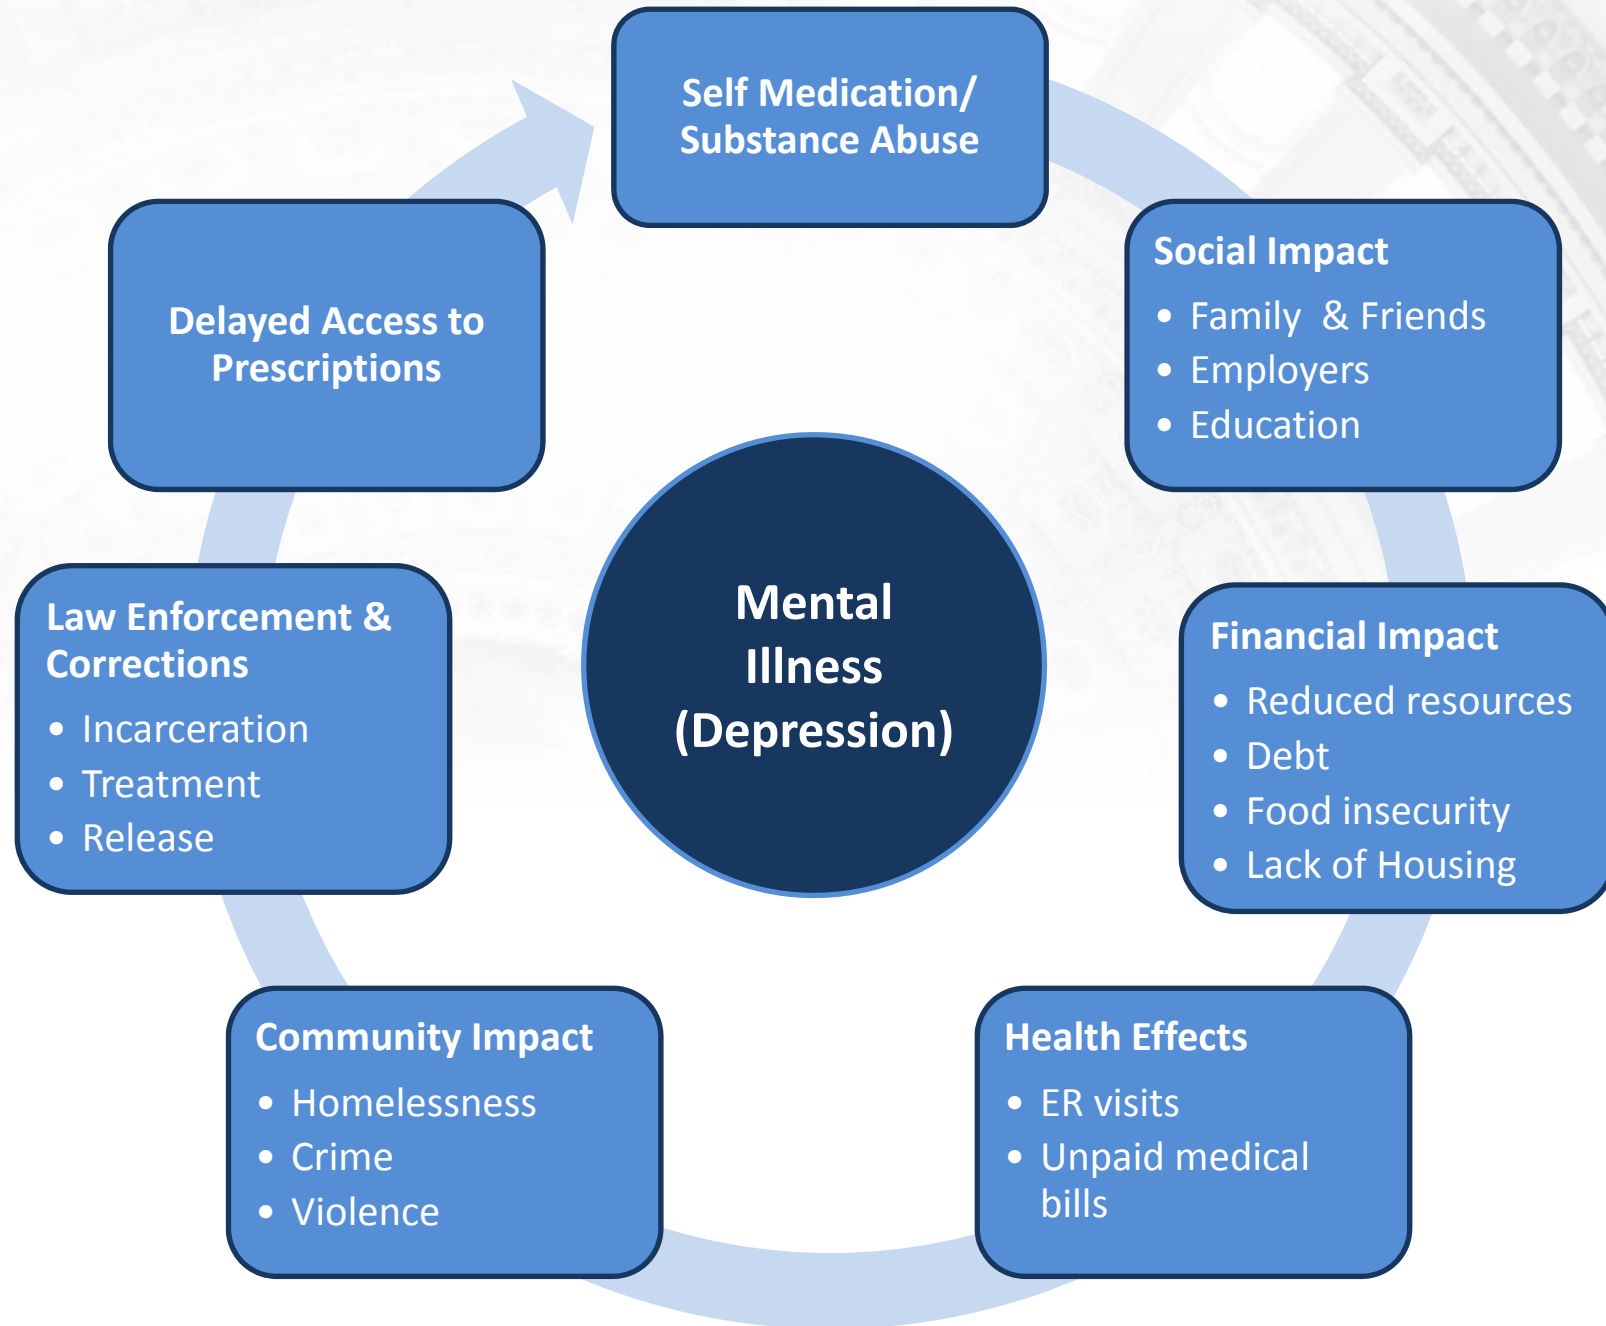 Self Medication/
Substance Abuse
Social Impact
• Family  & Friends
• Employers
• Education
Financial Impact
• Reduced resources
• Debt
• Food insecurity
• Lack of Housing
Health Effects
• ER visits
• Unpaid medical
bills
Community Impact
• Homelessness
• Crime
• Violence
Law Enforcement &
Corrections
• Incarceration
• Treatment
• Release
Delayed Access to
Prescriptions
Mental
Illness
(Depression)